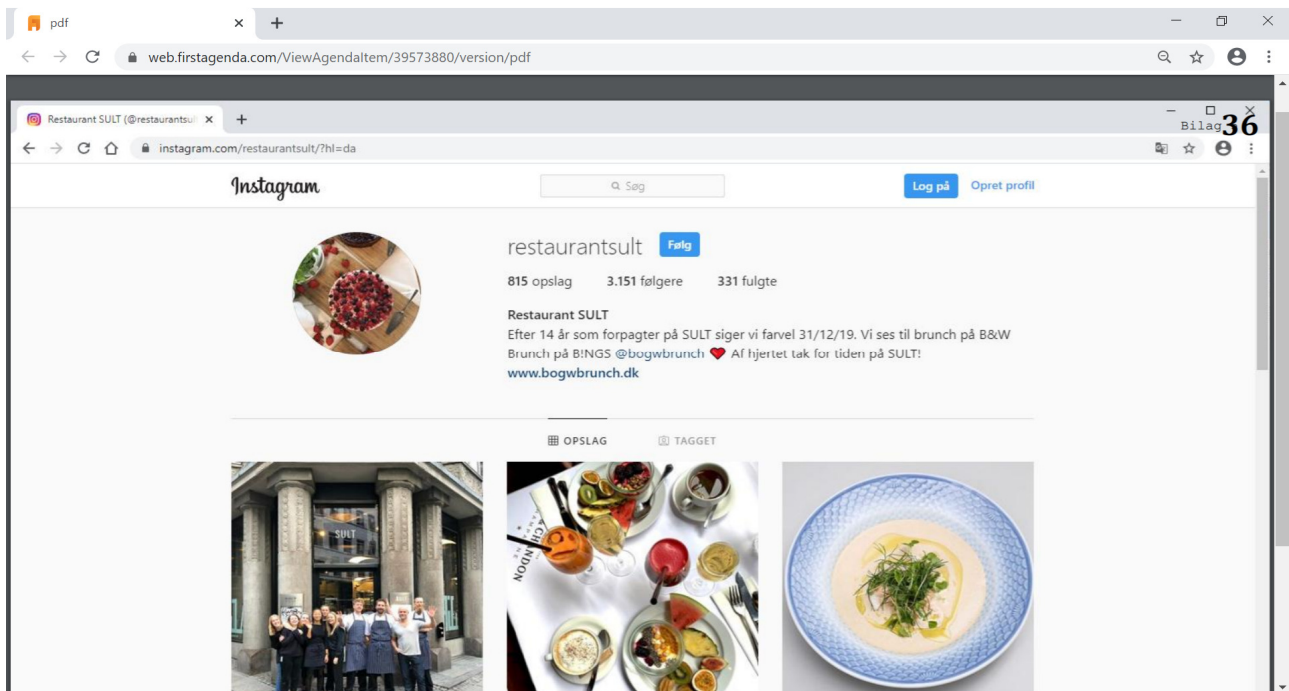 pdf
web.firstagenda.com/ViewAgendaItem/39573880/version/pdf
Restaurant SULT (@restaurantsul
Bilag 36
instagram.com/restaurantsult/?hl=da
Instagram
Søg
Log på
Opret profil
restaurantsult
Følg
815 opslag 3.151 følgere 331 fulgte
Restaurant SULT
Efter 14 år som forpagter på SULT siger vi farvel 31/12/19. Vi ses til brunch på B&W
Brunch på B!NGS @bogwbrunch ❤ Af hjertet tak for tiden på SULT!
www.bogwbrunch.dk
OPSLAG
TAGGET
SULT
CHANDON